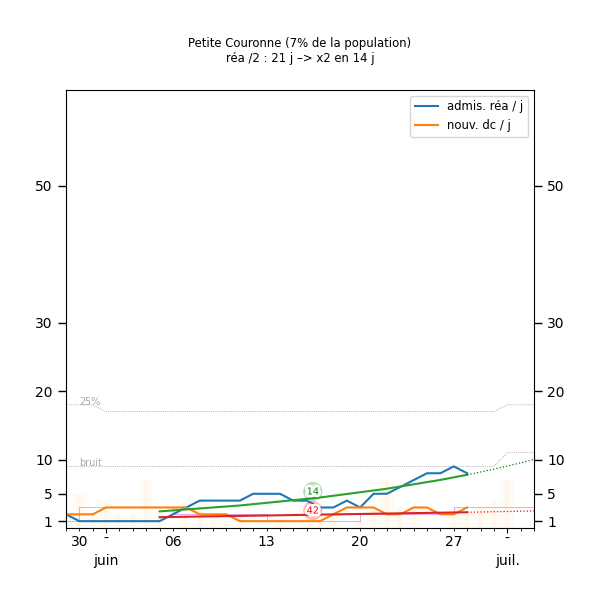 Petite Couronne (7% de la population)
réa /2 : 21 j –> x2 en 14 j
admis. réa / j
nouv. dc / j
50 50
30 30
25%
20 20
bruit
10 10
14
5 5
42
1 1
30 - 06 13 20 27 -
juin juil.